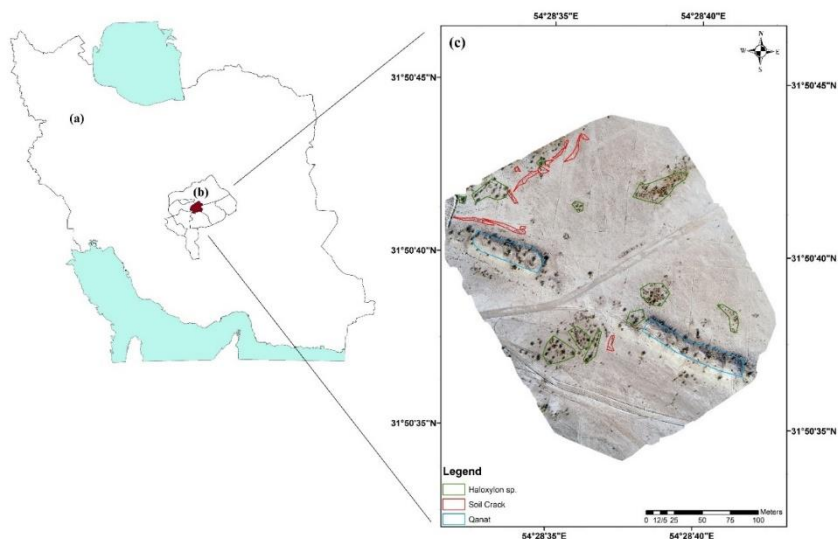 54°28'35"E
54°28'40"E
(c)
N
W
E
S
31°50'45"N
31°50'45"N
(a)
(b)
31°50'40"N
31°50'40"N
31°50'35"N
31°50'35"N
Legend
Haloxylon sp.
Soil Crack
Qanat
Meters
0 12/5 25 50 75 100
54°28'35"E
54°28'40"E